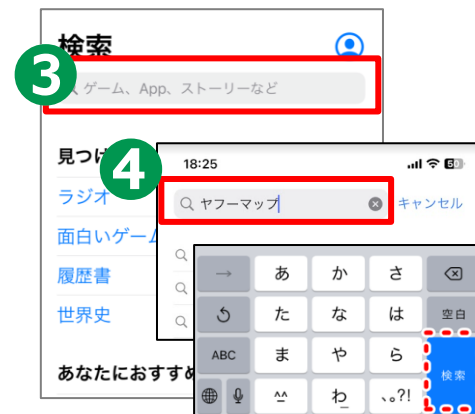 3
検索
ゲーム、App、ストーリーなど
見つけ
ラジオ
面白いゲーム
履歴書
世界史
あなたにおすすめ
4
18:25
ヤフーマップ
キャンセル
→ あ か さ
た な は 空白
ABC ま や ら 検索
^^ わ 、。?!